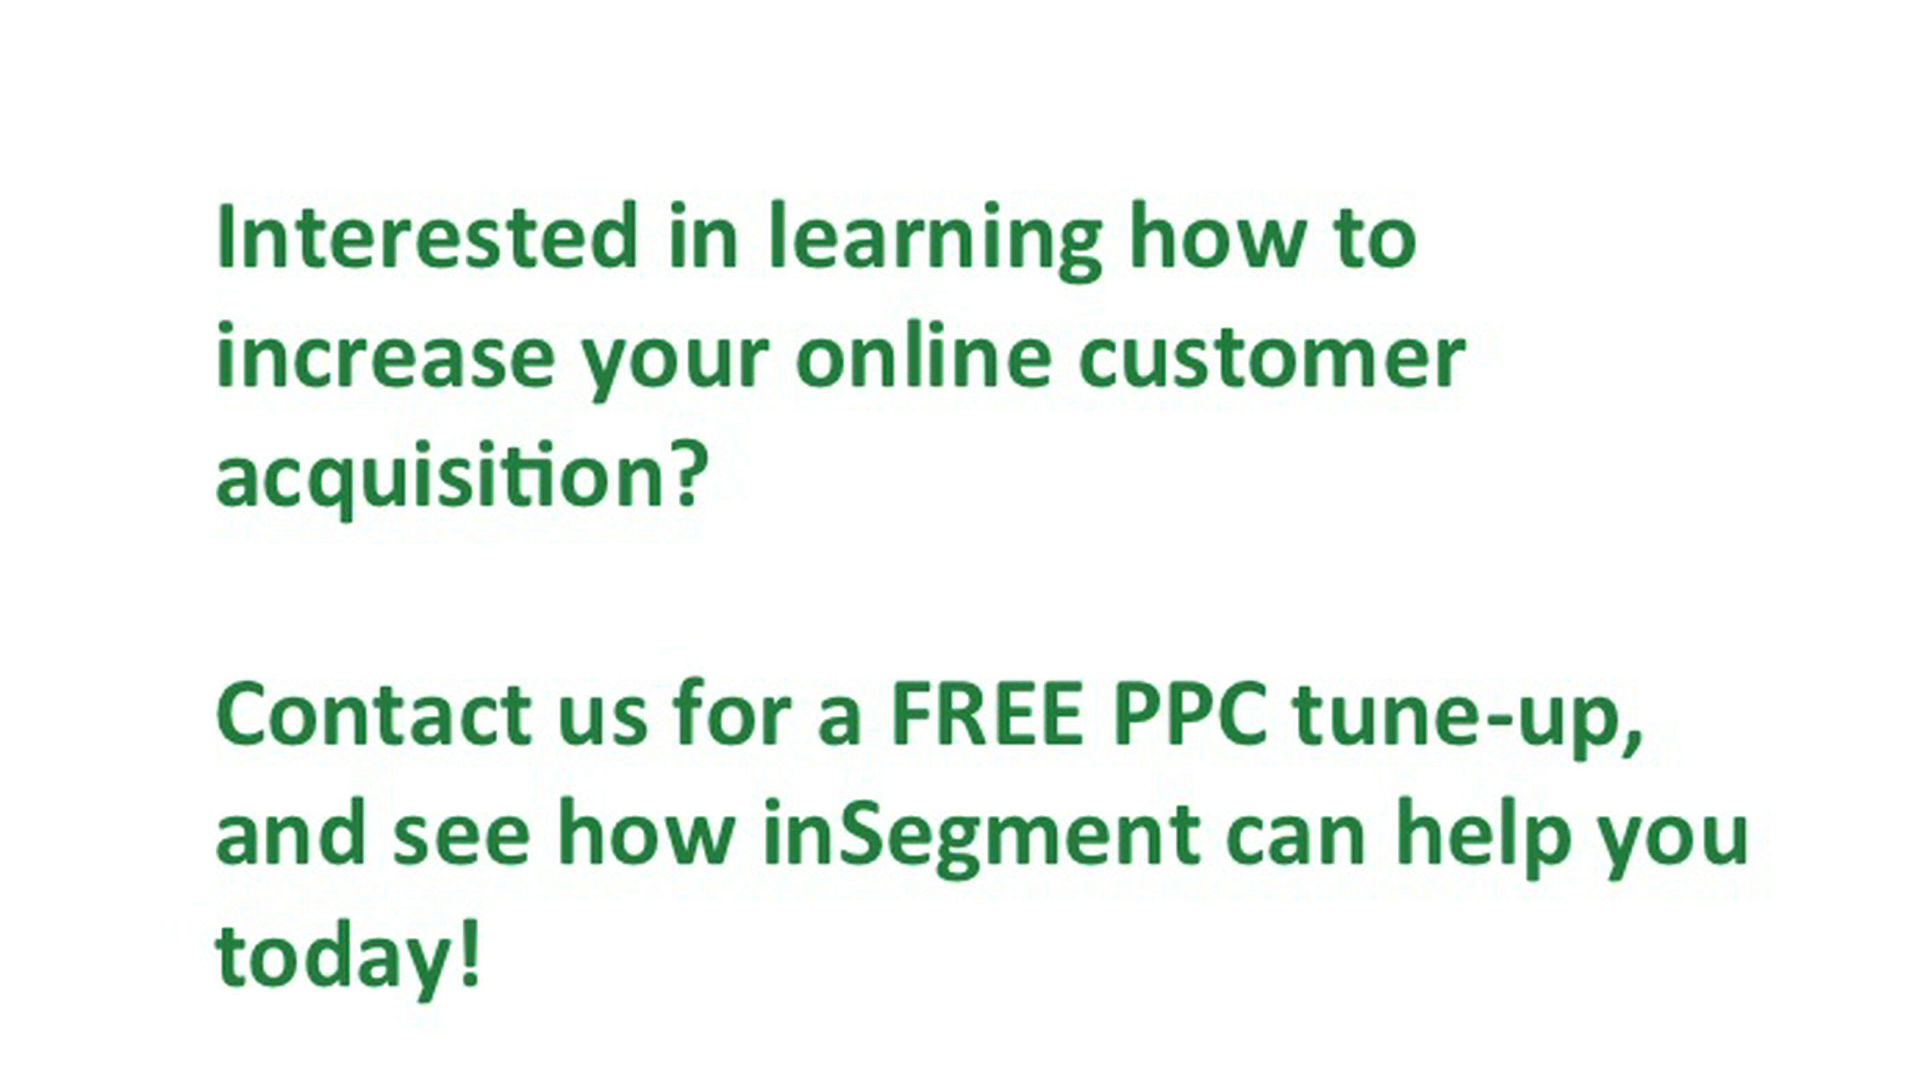 Interested in learning how to
increase your online customer
acquisition?
Contact us for a FREE PPC tune-up,
and see how inSegment can help you
today!